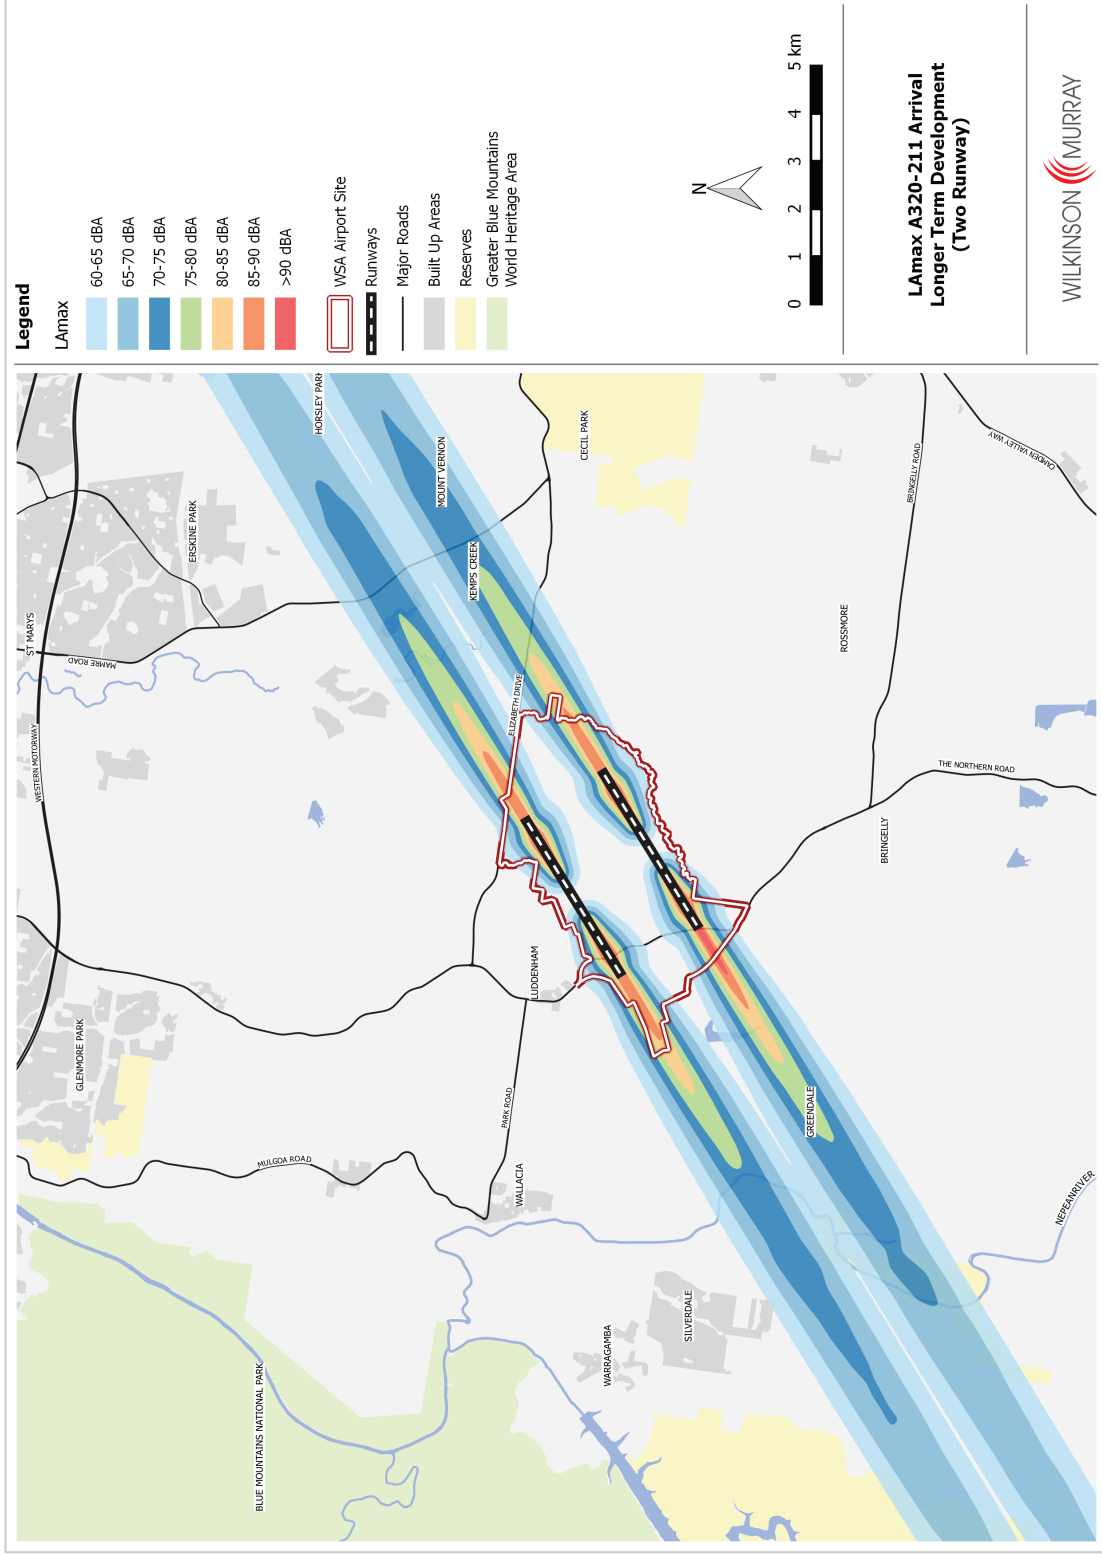 Legend
LAmax
60-65 dBA
65-70 dBA
70-75 dBA
75-80 dBA
80-85 dBA
85-90 dBA
>90 dBA
WSA Airport Site
Runways
Major Roads
Built Up Areas
Reserves
Greater Blue Mountains
World Heritage Area
N
0 1 2 3 4 5 km
LAmax A320-211 Arrival
Longer Term Development
(Two Runway)
WILKINSON MURRAY
ST MARYS
MAMRE ROAD
WESTERN MOTORWAY
ERSKINE PARK
HORSLEY PARK
MOUNT VERNON
KEMPS CREEK
CECIL PARK
ELIZABETH DRIVE
BRINGELLY ROAD
CAMDEN VALLEY WAY
ROSSMORE
THE NORTHERN ROAD
BRINGELLY
LUDDENHAM
GLENMORE PARK
PARK ROAD
MULGOA ROAD
WALLACIA
GREENDALE
NEPEANRIVER
SILVERDALE
WARRAGAMBA
BLUE MOUNTAINS NATIONAL PARK